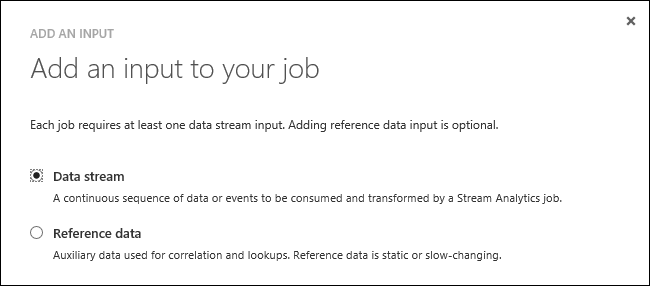 ADD AN INPUT
Add an input to your job
Each job requires at least one data stream input. Adding reference data input is optional.
Data stream
A continuous sequence of data or events to be consumed and transformed by a Stream Analytics job.
Reference data
Auxiliary data used for correlation and lookups. Reference data is static or slow-changing.